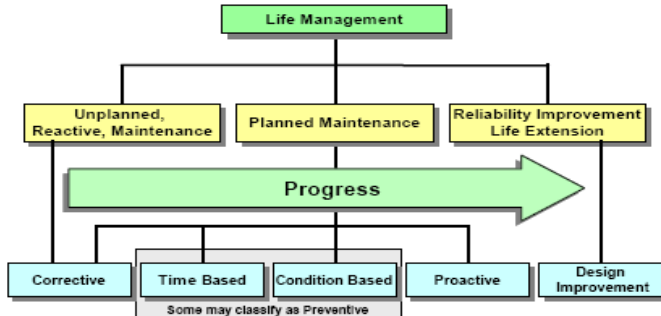 Life Management
Unplanned,
Reactive, Maintenance
Planned Maintenance
Reliability Improvement
Life Extension
Progress
Corrective
Time Based
Condition Based
Proactive
Design
Improvement
Some may classify as Preventive